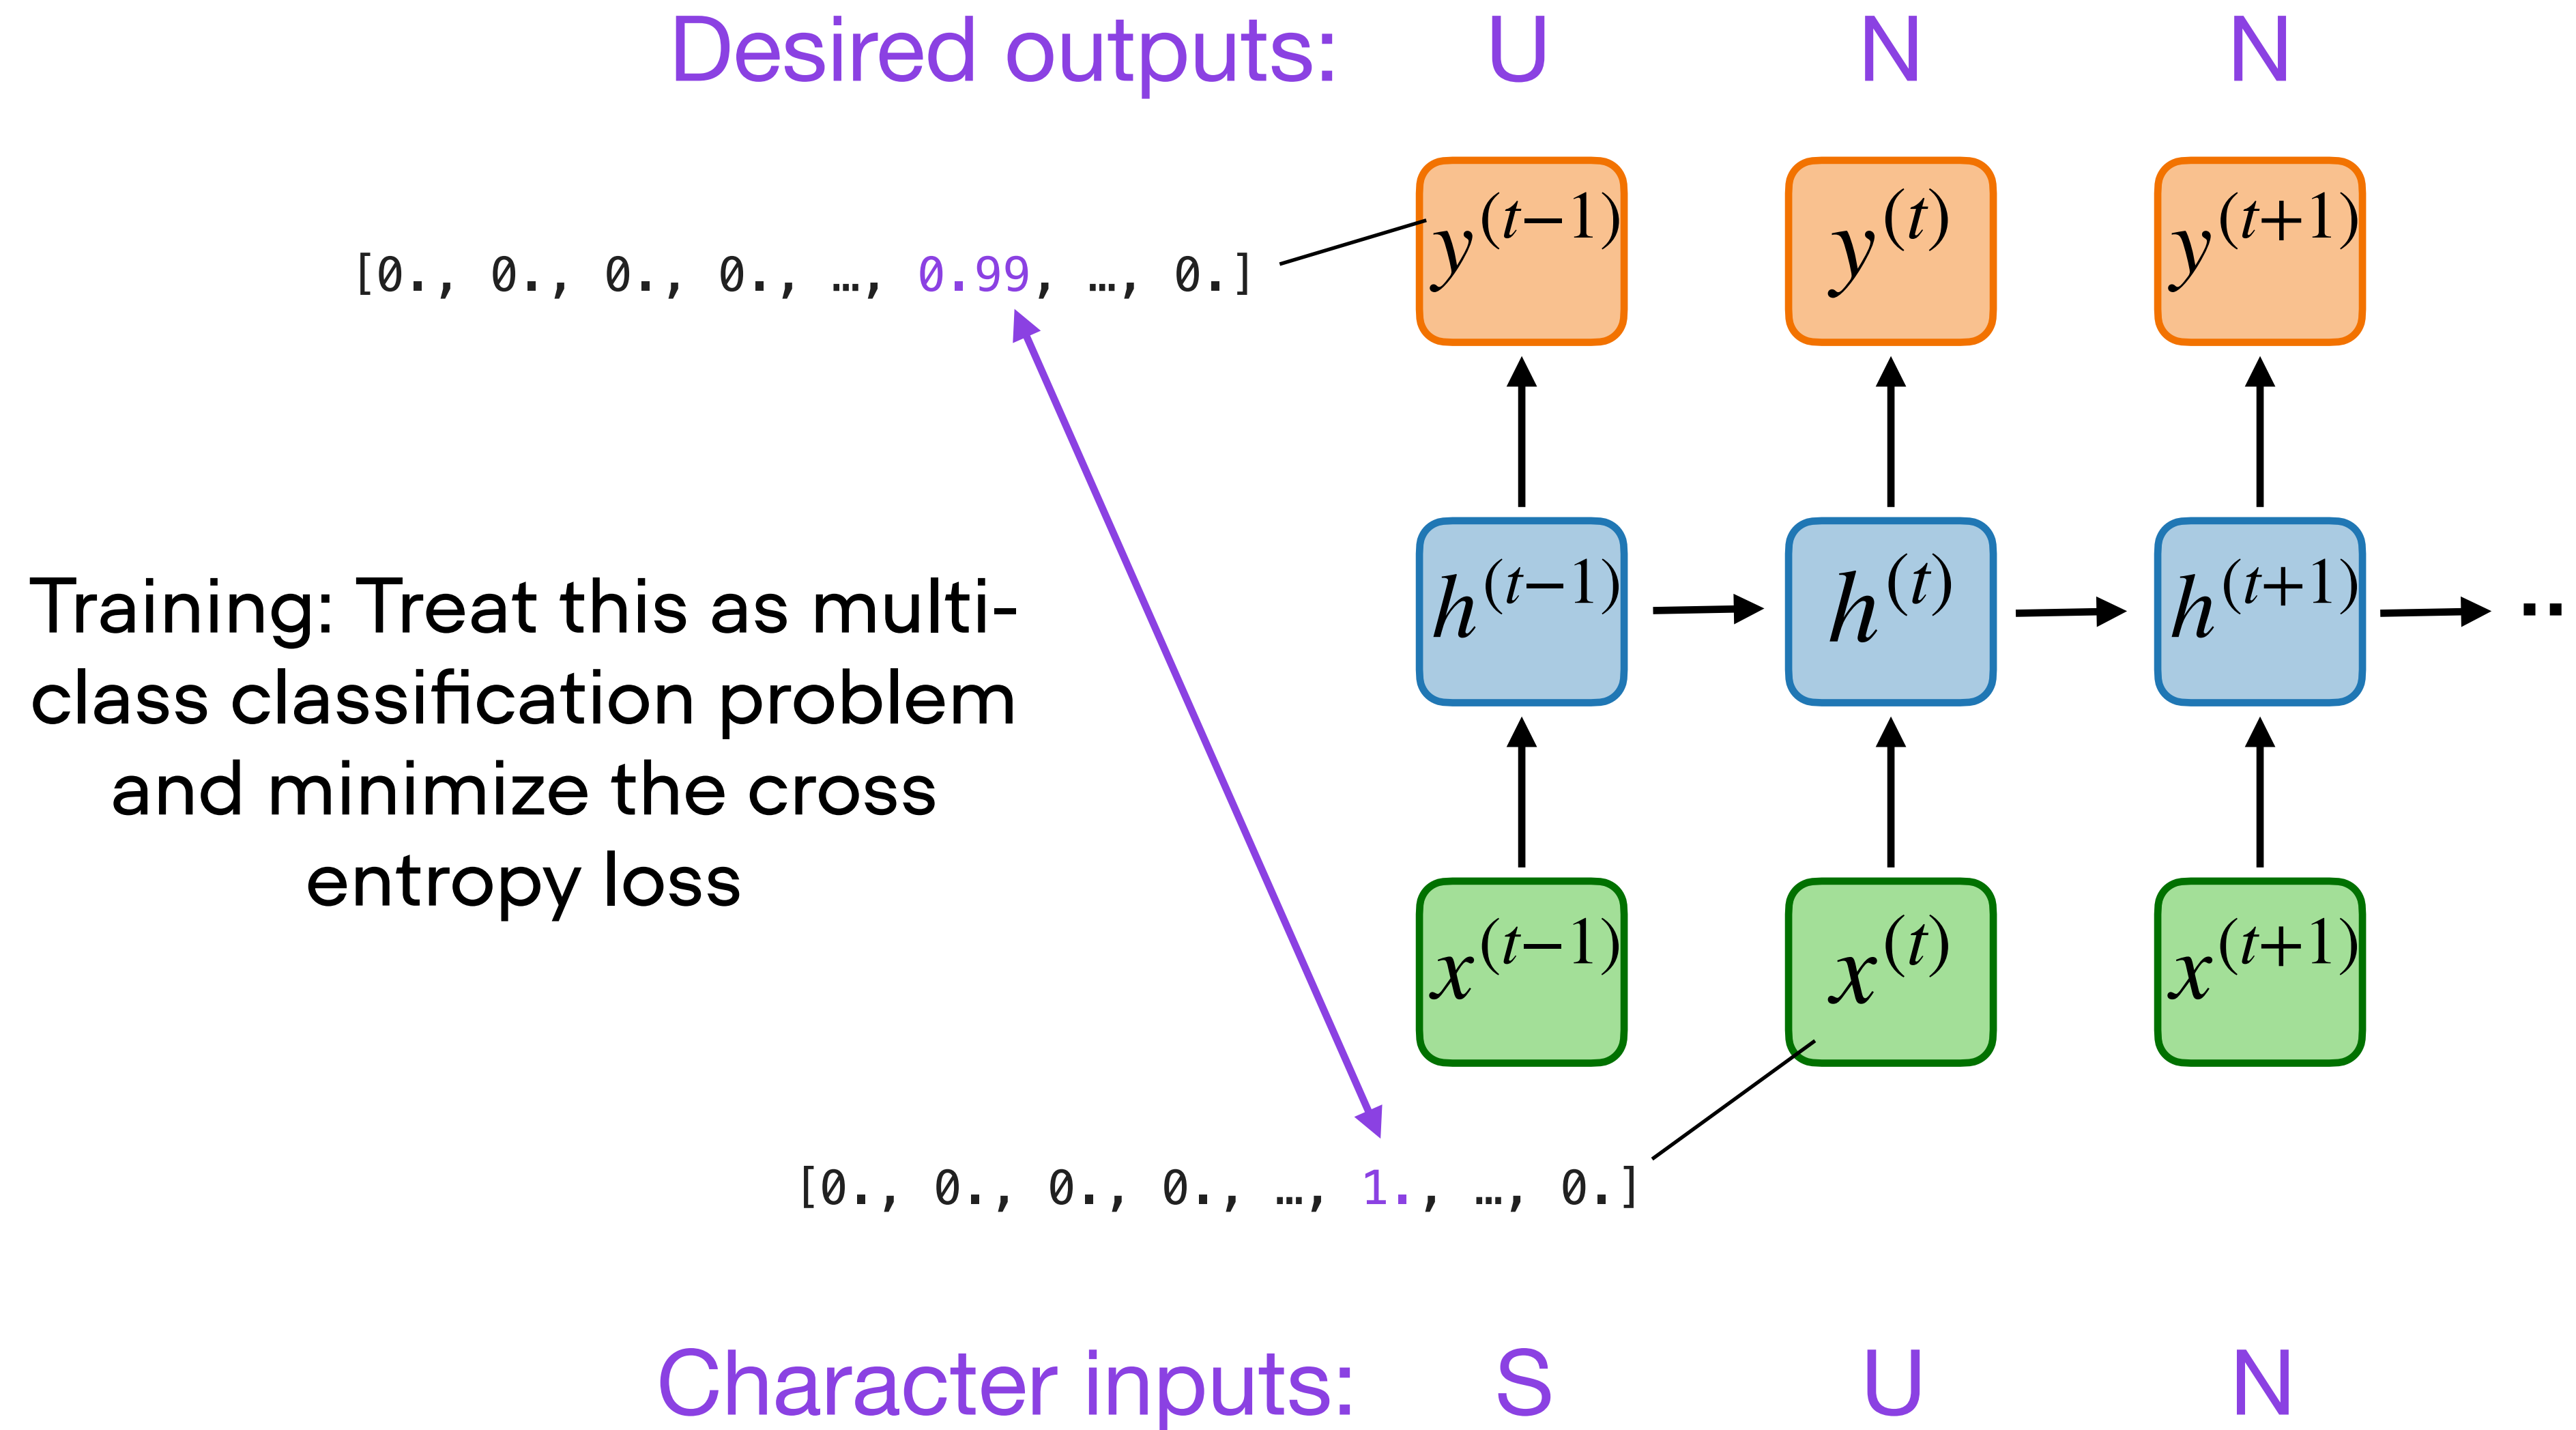 Desired outputs: U N N
[0., 0., 0., 0., …, 0.99, …, 0.]
y^(t−1) y^(t) y^(t+1)
Training: Treat this as multi-
class classification problem
and minimize the cross
entropy loss
h^(t−1) h^(t) h^(t+1) ..
x^(t−1) x^(t) x^(t+1)
[0., 0., 0., 0., …, 1., …, 0.]
Character inputs: S U N